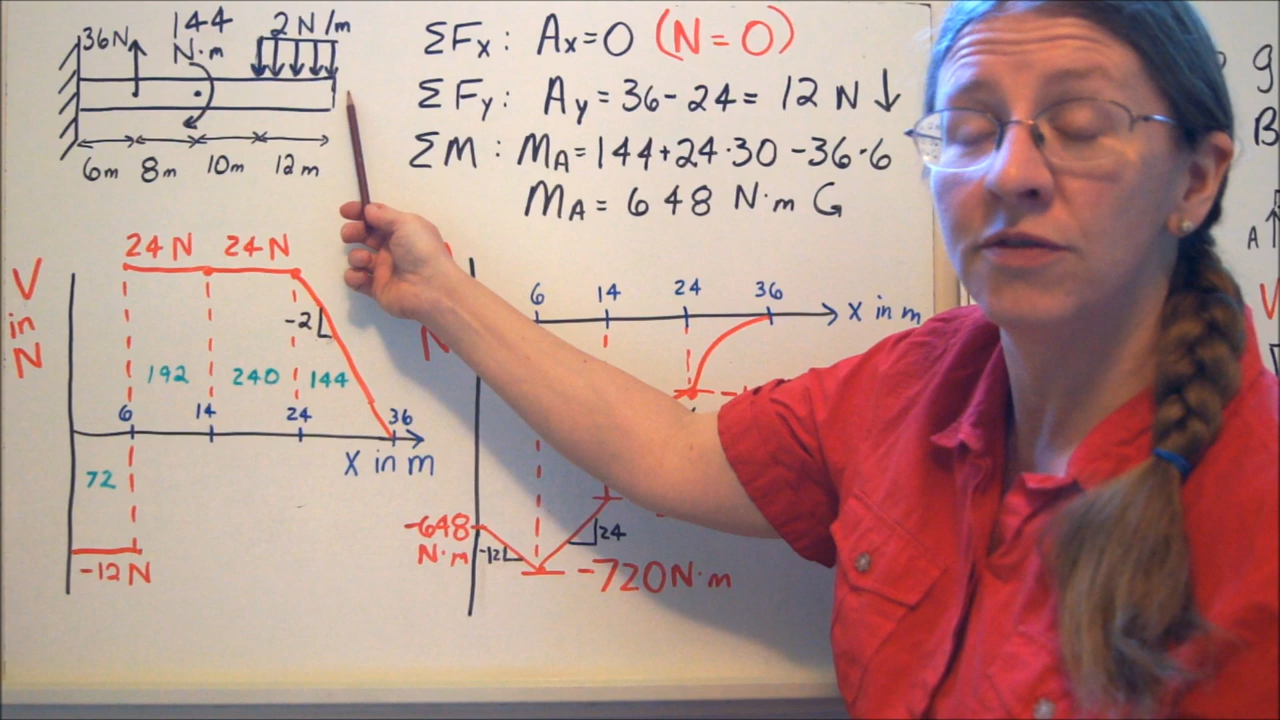 36N
144
N·m
2 N/m
6m 8m 10m 12m
ΣFx : Ax=0 (N=0)
ΣFy : Ay=36-24= 12 N ↓
ΣM : MA=144+24·30-36·6
MA = 648 N·m
V
in
N
24N 24N
-2
192 240 144
6 14 24 36
X in m
72
-12N
6 14 24 36
X in m
-648
N·m
-12
24
-720N·m
g
B
A
V